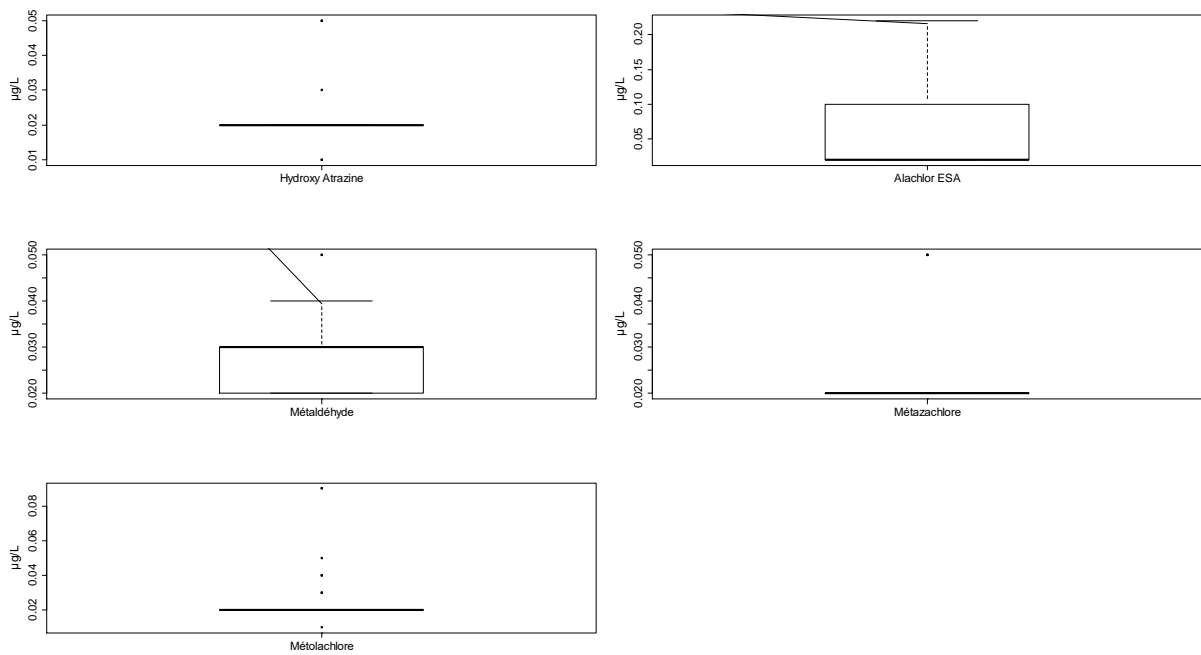 µg/L
0.05
0.04
0.03
0.02
0.01
Hydroxy Atrazine
µg/L
0.20
0.15
0.10
0.05
Alachlor ESA
µg/L
0.050
0.040
0.030
0.020
Métaldéhyde
µg/L
0.050
0.040
0.030
0.020
Métazachlore
µg/L
0.08
0.06
0.04
0.02
Métolachlore